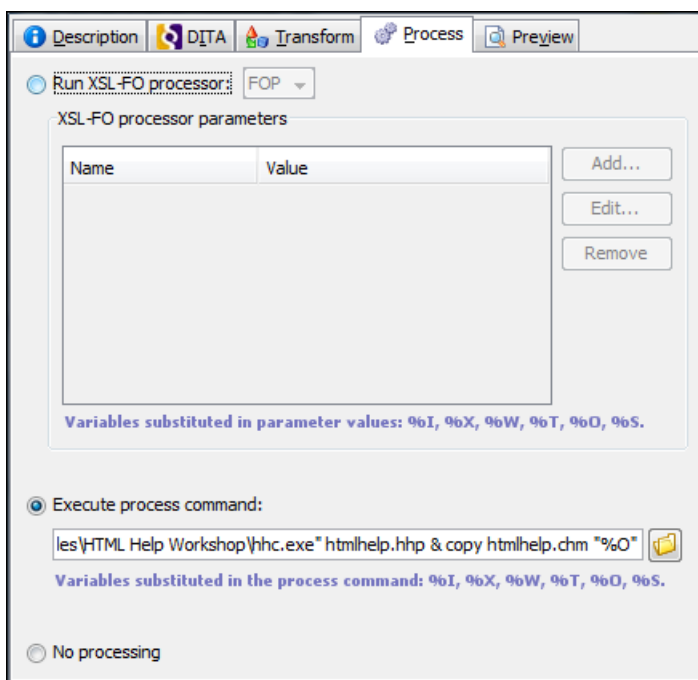 Description DITA Transform Process Preview
Run XSL-FO processor: FOP
XSL-FO processor parameters
Name Value
Add...
Edit...
Remove
Variables substituted in parameter values: %I, %X, %W, %T, %O, %S.
Execute process command:
les\HTML Help Workshop\hhc.exe" htmlhelp.hhp & copy htmlhelp.chm "%O"
Variables substituted in the process command: %I, %X, %W, %T, %O, %S.
No processing